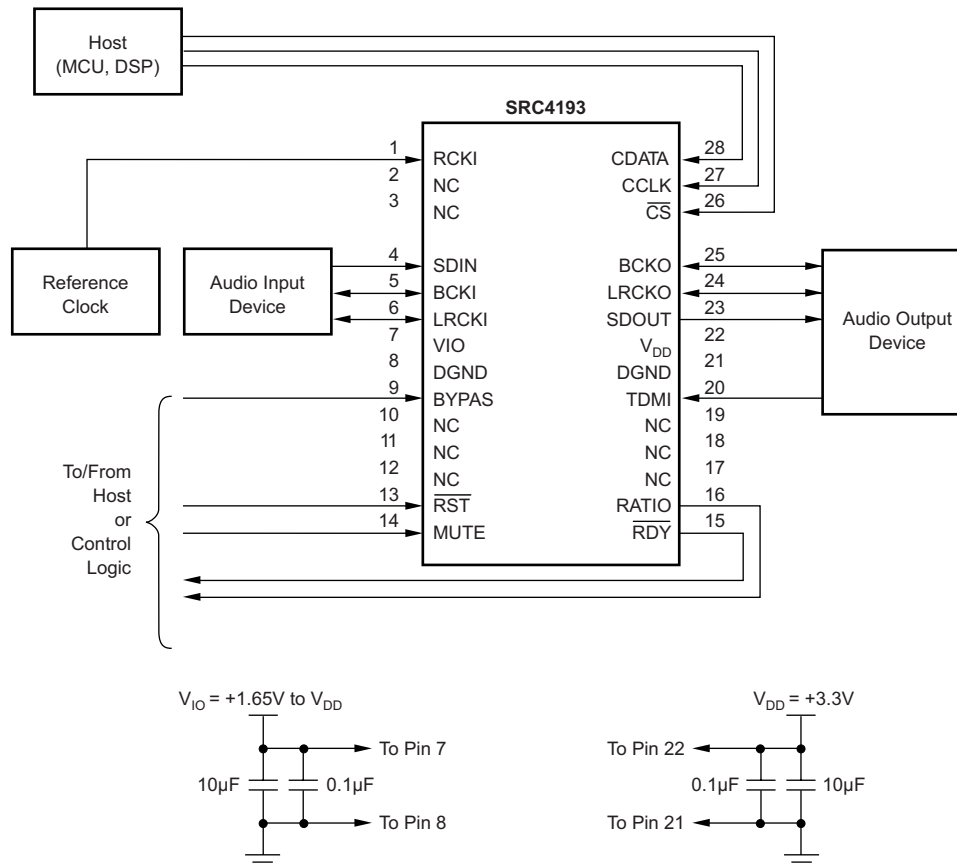 Host
(MCU, DSP)
SRC4193
1 RCKI CDATA 28
2 NC CCLK 27
3 NC CS 26
Reference
Clock
Audio Input
Device
4 SDIN BCKO 25
5 BCKI LRCKO 24
6 LRCKI SDOUT 23
7 VIO VDD 22
8 DGND DGND 21
9 BYPAS TDMI 20
10 NC NC 19
11 NC NC 18
12 NC NC 17
13 RST RATIO 16
14 MUTE RDY 15
Audio Output
Device
To/From
Host
or
Control
Logic
VIO = +1.65V to VDD
To Pin 7
10µF 0.1µF
To Pin 8
VDD = +3.3V
To Pin 22
0.1µF 10µF
To Pin 21